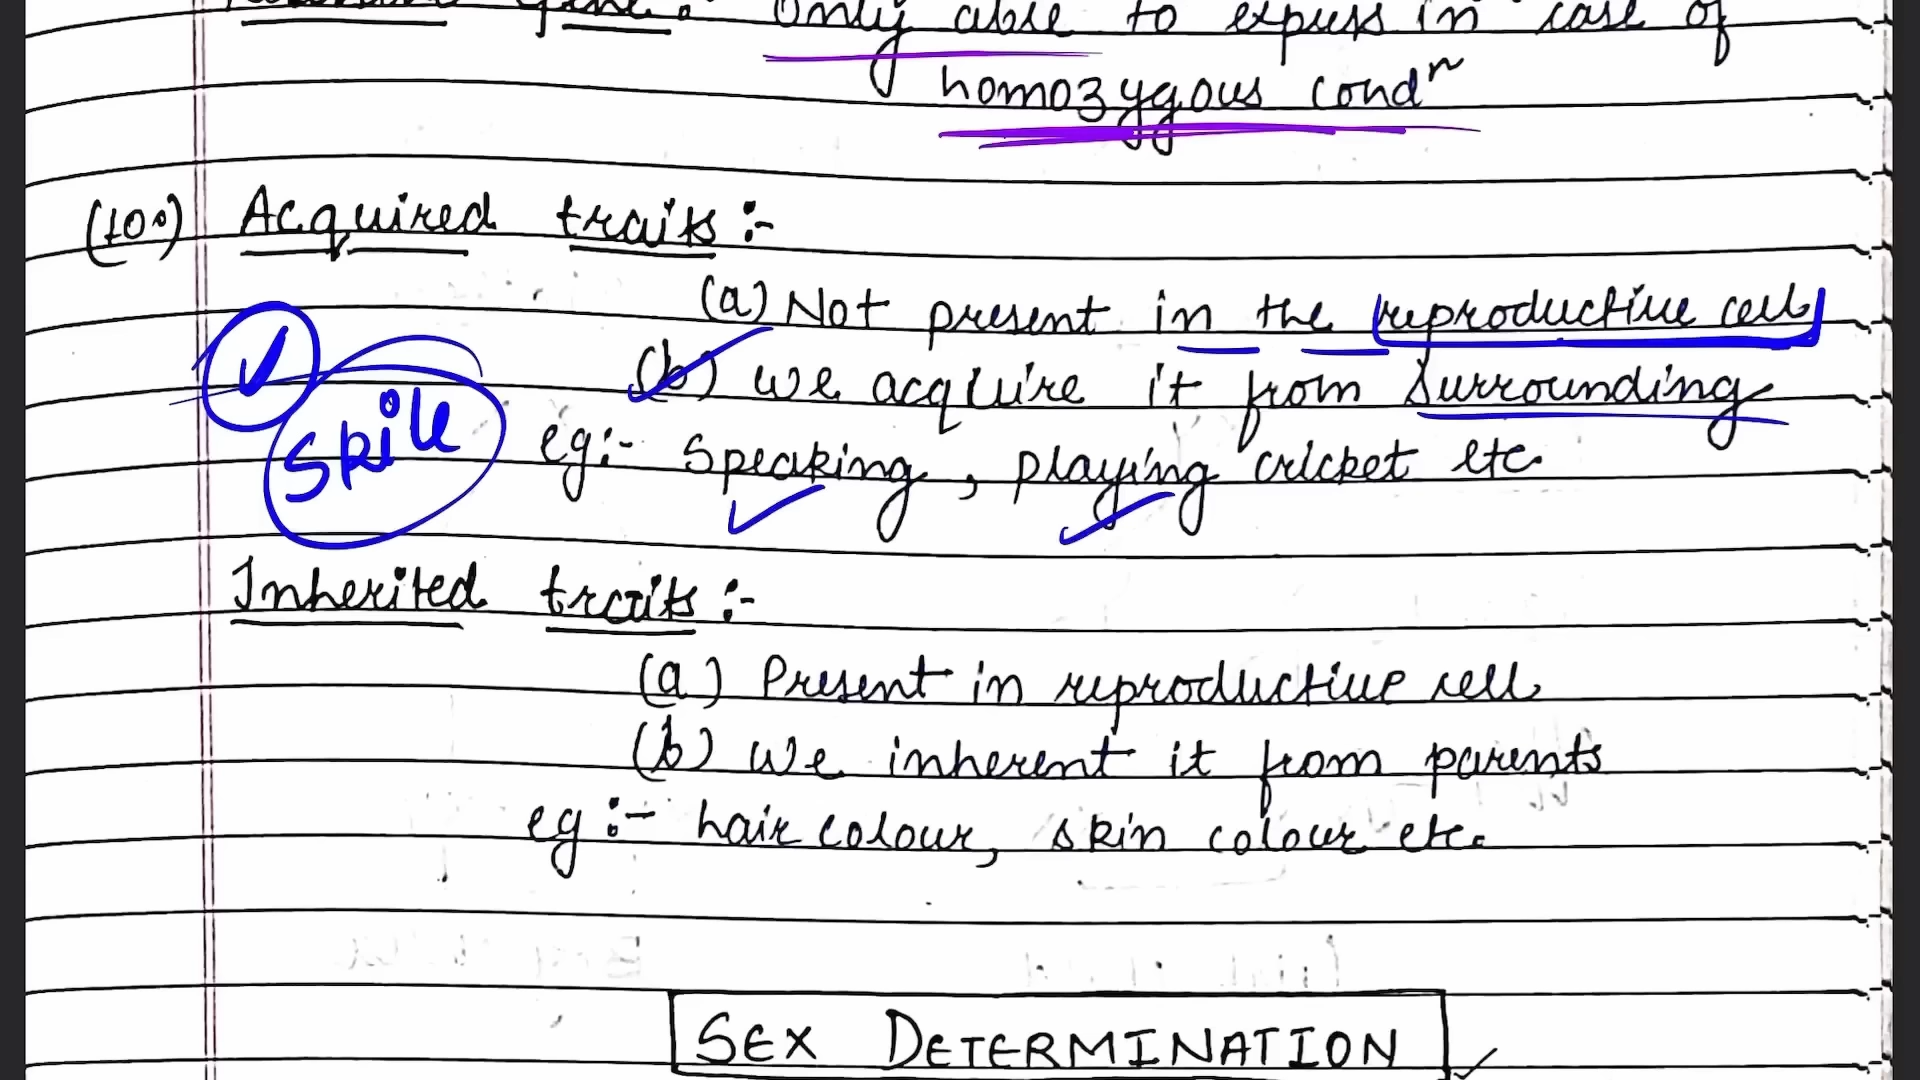 gene: Only able to express in case of
homozygous condⁿ
(10.) Acquired traits :-
(a) Not present in the reproductive cell
(b) we acquire it from surrounding
skill eg:- speaking, playing cricket etc.
Inherited traits :-
(a) Present in reproductive cell
(b) we inherent it from parents
eg :- hair colour, skin colour etc.
SEX DETERMINATION